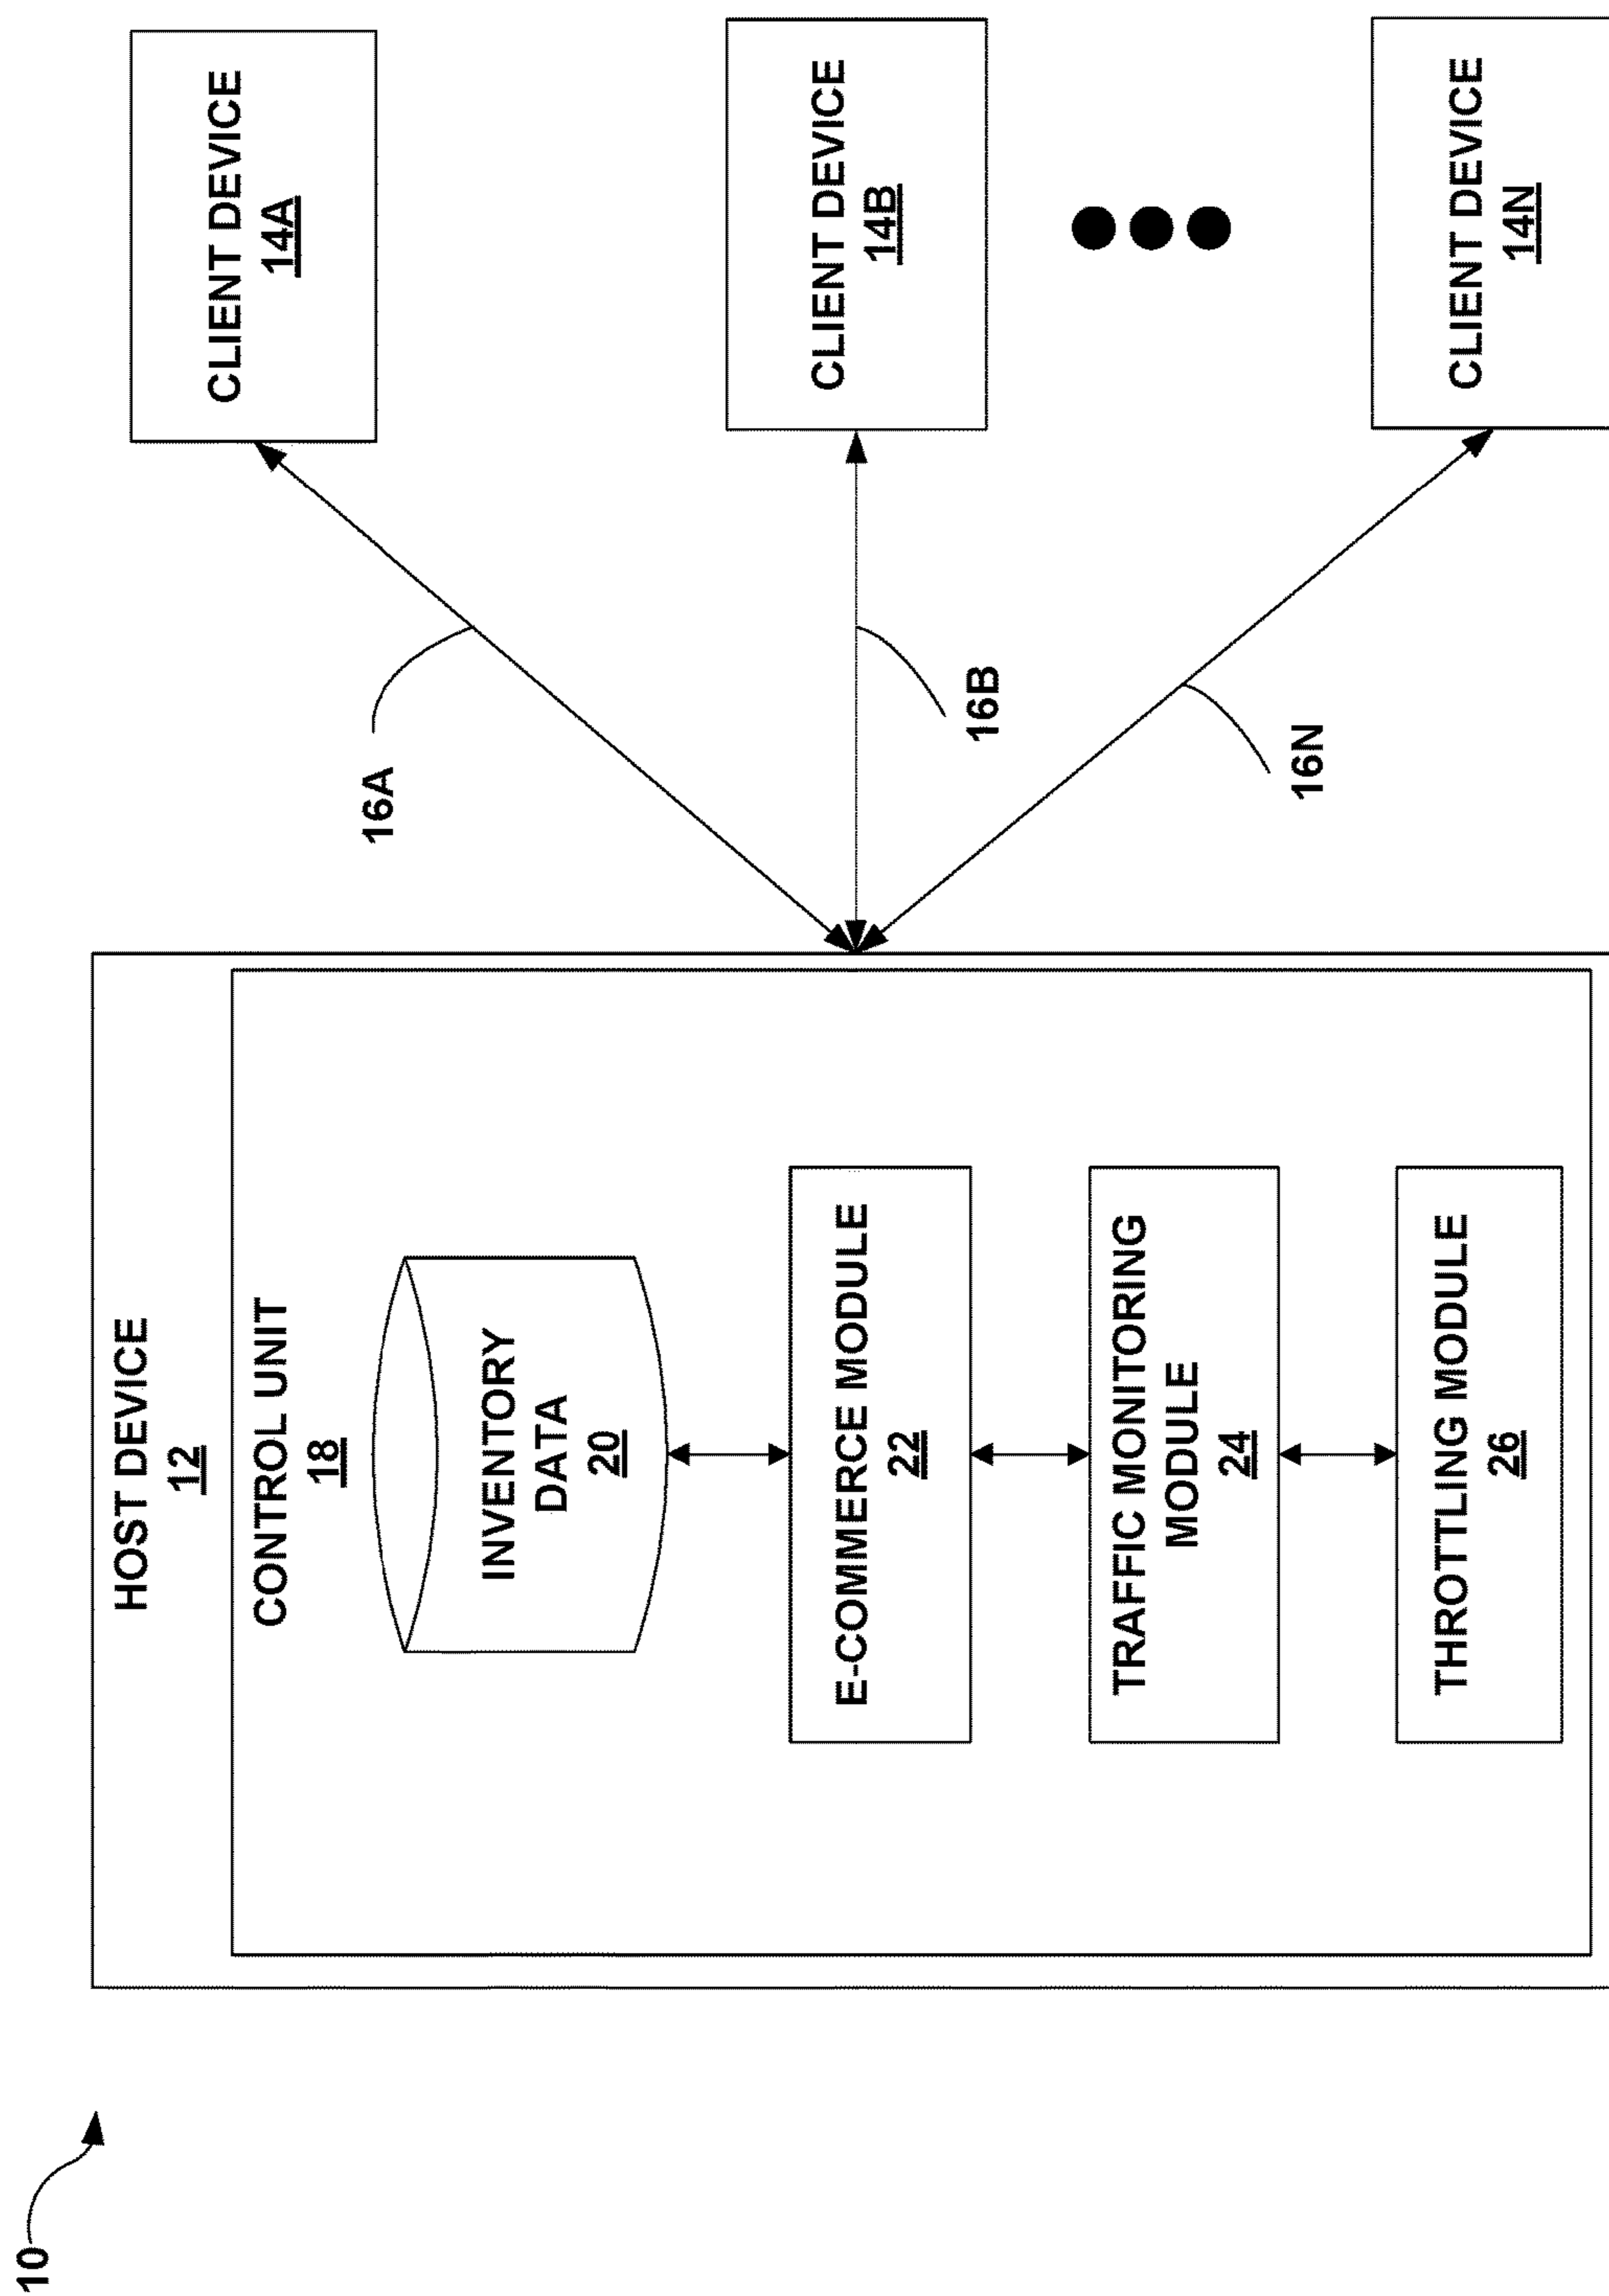 10
HOST DEVICE
12
CONTROL UNIT
18
INVENTORY
DATA
20
E-COMMERCE MODULE
22
TRAFFIC MONITORING
MODULE
24
THROTTLING MODULE
26
16A
16B
16N
CLIENT DEVICE
14A
CLIENT DEVICE
14B
CLIENT DEVICE
14N